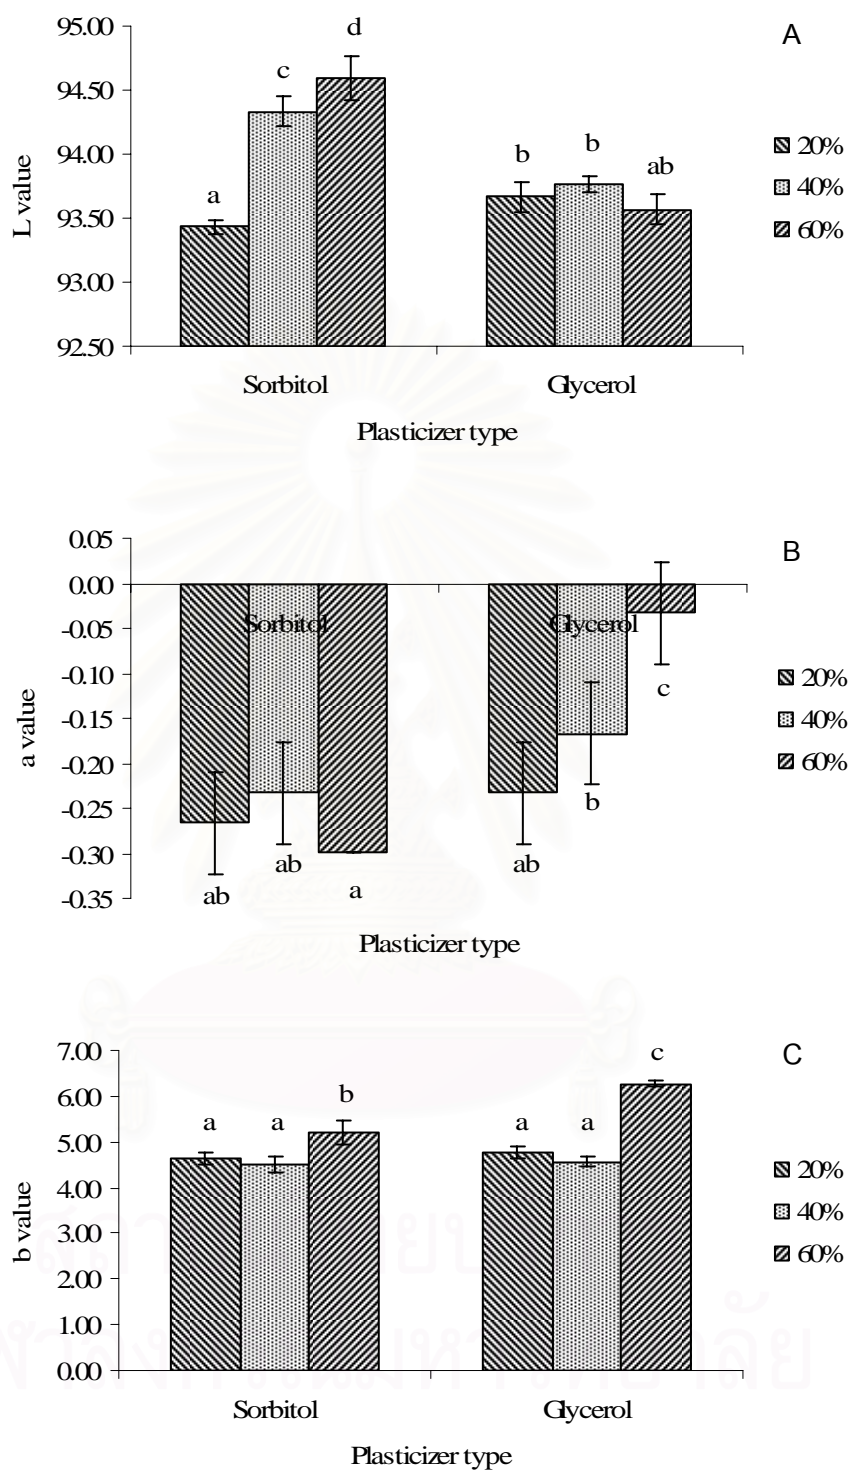 A
95.00
94.50
94.00
93.50
93.00
92.50
L value
a
c
d
b
b
ab
20%
40%
60%
Sorbitol
Glycerol
Plasticizer type
B
0.05
0.00
-0.05
-0.10
-0.15
-0.20
-0.25
-0.30
-0.35
a value
Sorbitol
Glycerol
ab
ab
a
ab
b
c
20%
40%
60%
Plasticizer type
C
7.00
6.00
5.00
4.00
3.00
2.00
1.00
0.00
b value
a
a
b
a
a
c
20%
40%
60%
Sorbitol
Glycerol
Plasticizer type